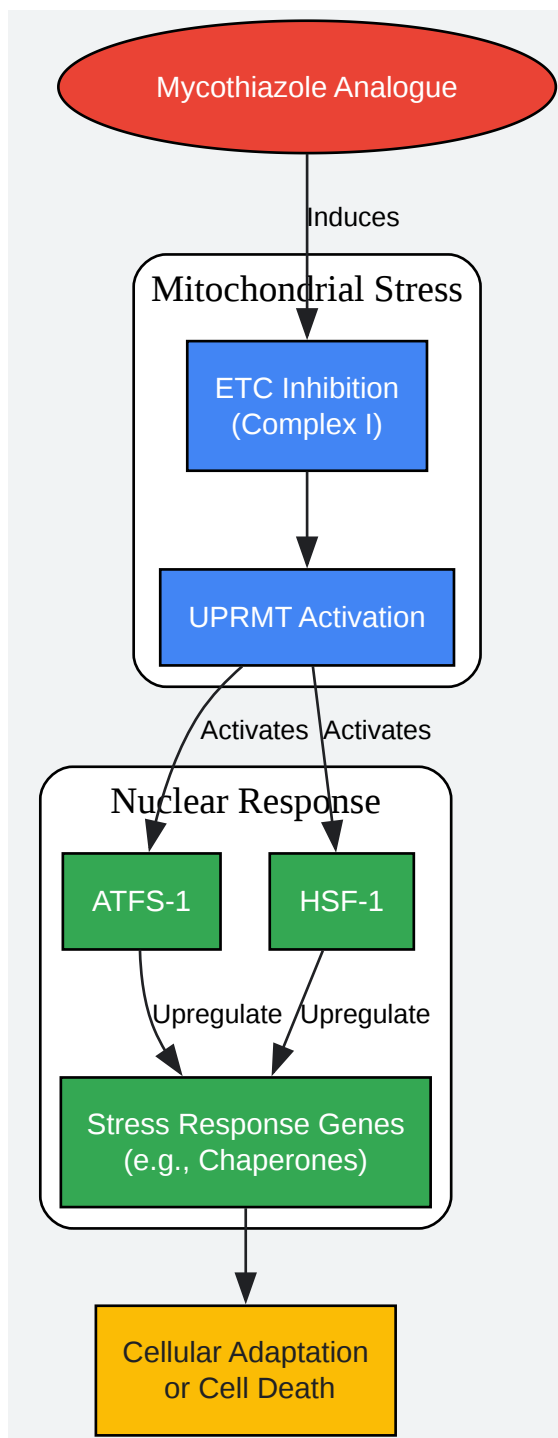 Mycothiazole Analogue
Induces
Mitochondrial Stress
ETC Inhibition
(Complex I)
UPRMT Activation
Activates
Activates
Nuclear Response
ATFS-1
HSF-1
Upregulate
Upregulate
Stress Response Genes
(e.g., Chaperones)
Cellular Adaptation
or Cell Death